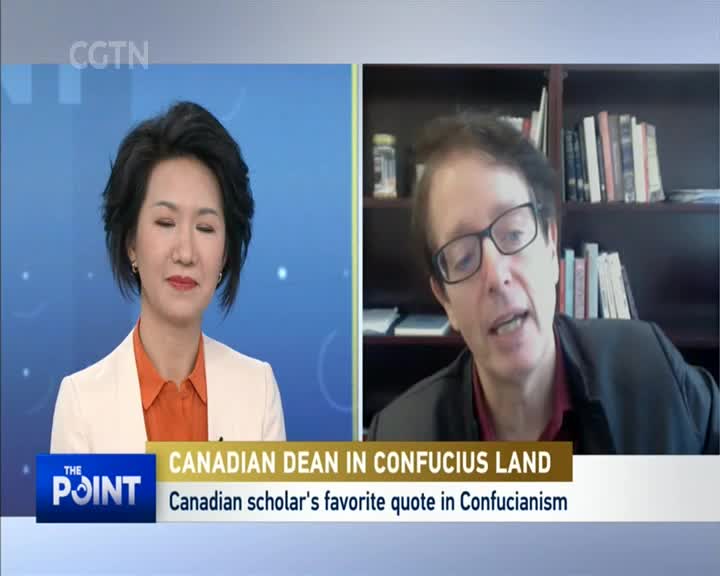 CGTN
CANADIAN DEAN IN CONFUCIUS LAND
THE
POINT
Canadian scholar's favorite quote in Confucianism